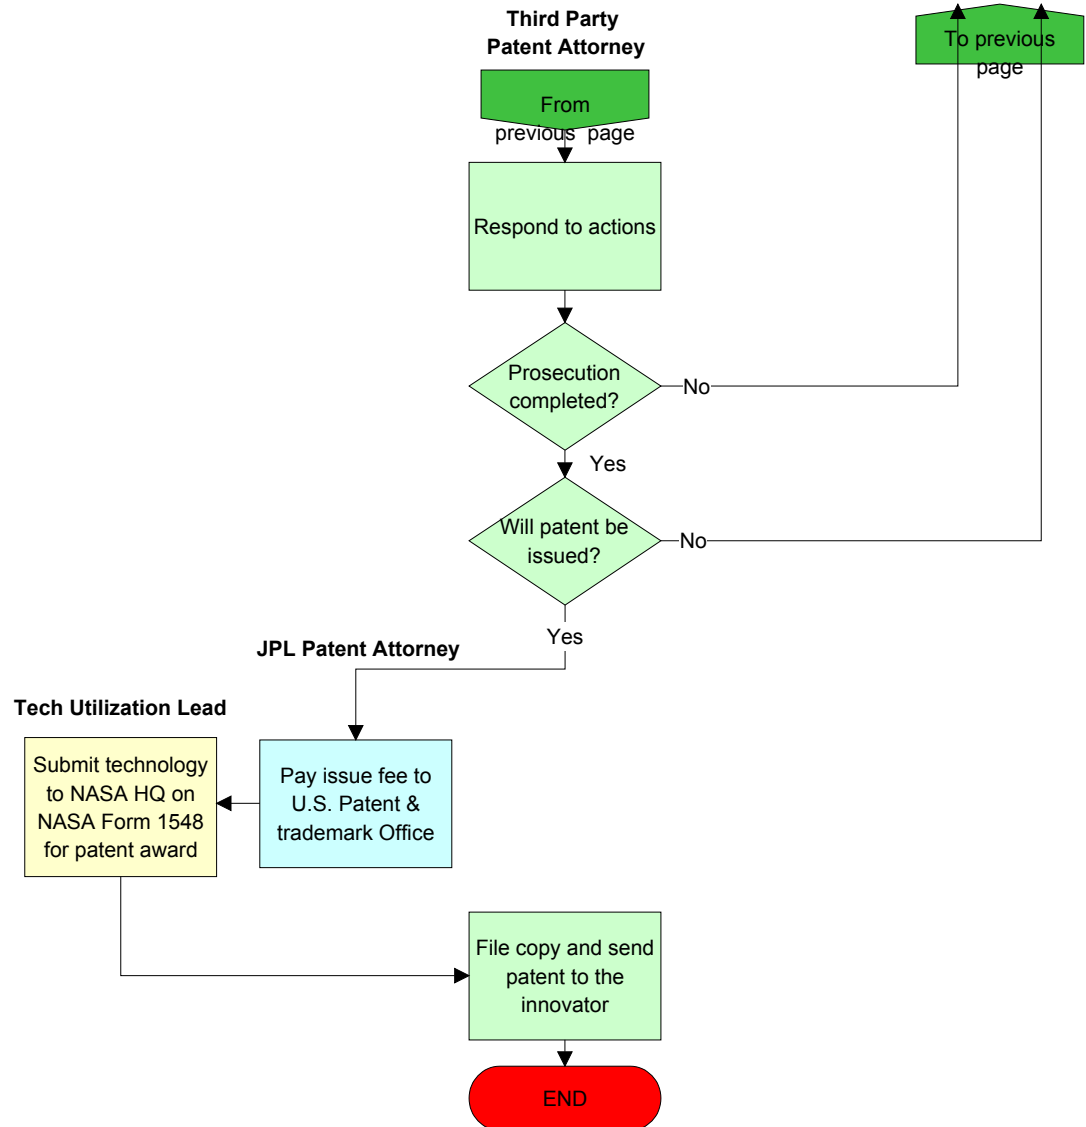 Third Party
Patent Attorney
To previous
page
From
previous page
Respond to actions
Prosecution
completed?
No
Yes
Will patent be
issued?
No
Yes
JPL Patent Attorney
Tech Utilization Lead
Submit technology
to NASA HQ on
NASA Form 1548
for patent award
Pay issue fee to
U.S. Patent &
trademark Office
File copy and send
patent to the
innovator
END